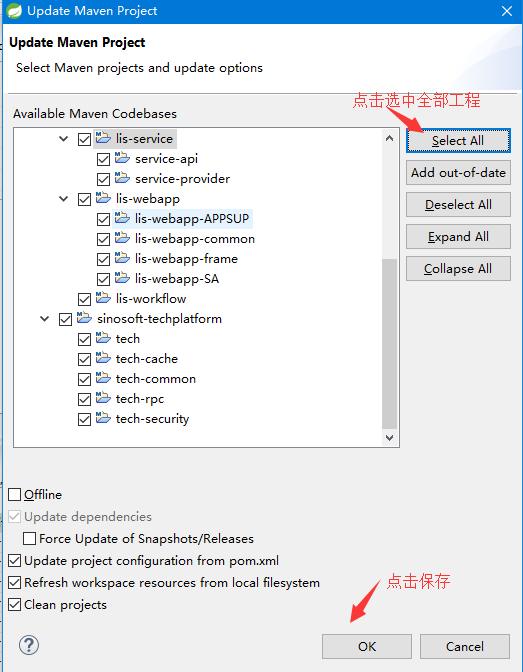 Update Maven Project
Update Maven Project
Select Maven projects and update options
点击选中全部工程
Available Maven Codebases
lis-service
Select All
service-api
service-provider
Add out-of-date
lis-webapp
Deselect All
lis-webapp-APPSUP
lis-webapp-common
Expand All
lis-webapp-frame
lis-webapp-SA
Collapse All
lis-workflow
sinosoft-techplatform
tech
tech-cache
tech-common
tech-rpc
tech-security
Offline
Update dependencies
Force Update of Snapshots/Releases
Update project configuration from pom.xml
Refresh workspace resources from local filesystem
点击保存
Clean projects
OK
Cancel